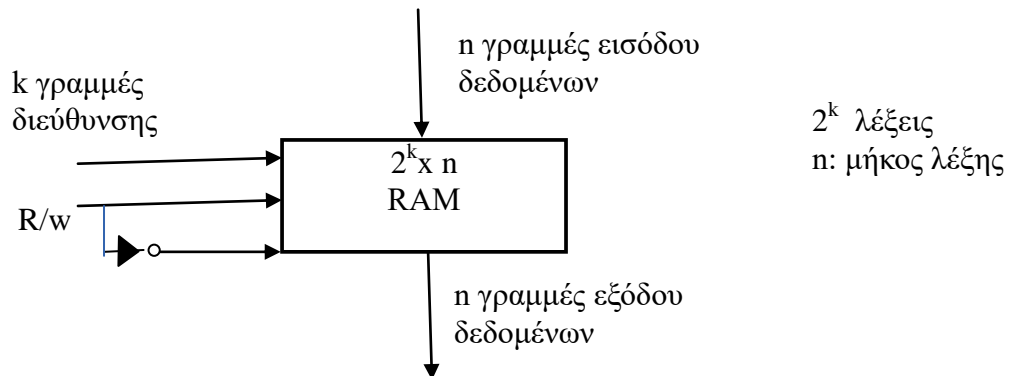 n γραμμές εισόδου
δεδομένων
k γραμμές
διεύθυνσης
2^k λέξεις
n: μήκος λέξης
2^k x n
RAM
R/w
n γραμμές εξόδου
δεδομένων